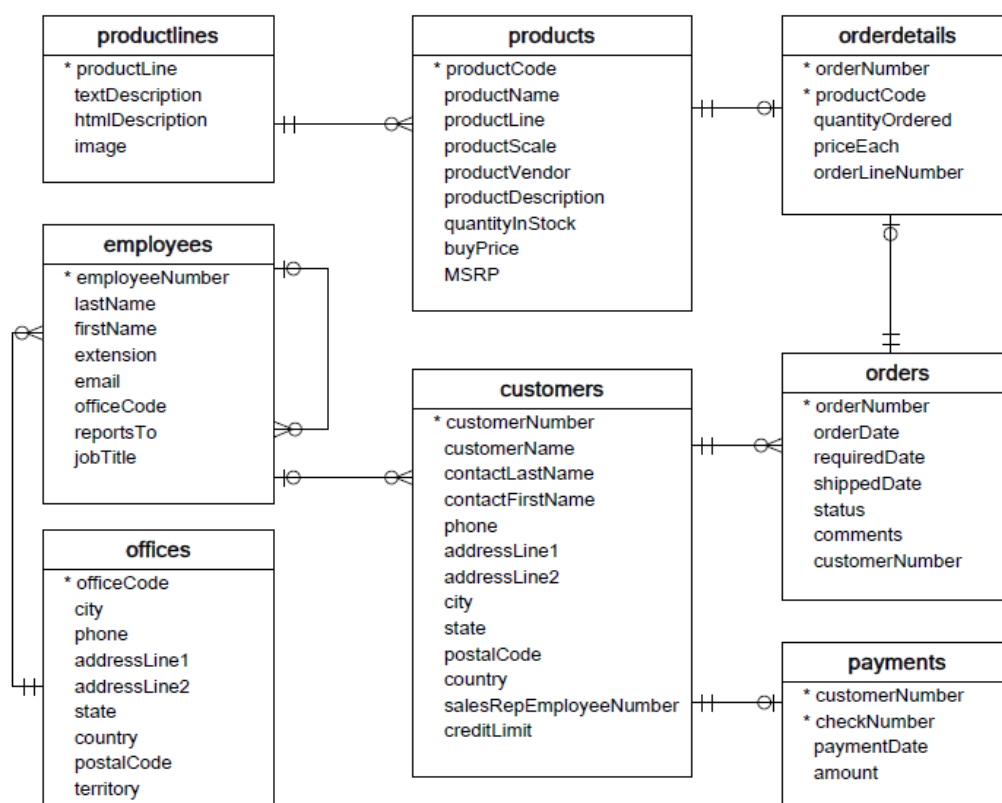 productlines
* productLine
textDescription
htmlDescription
image
products
* productCode
productName
productLine
productScale
productVendor
productDescription
quantityInStock
buyPrice
MSRP
orderdetails
* orderNumber
* productCode
quantityOrdered
priceEach
orderLineNumber
employees
* employeeNumber
lastName
firstName
extension
email
officeCode
reportsTo
jobTitle
customers
* customerNumber
customerName
contactLastName
contactFirstName
phone
addressLine1
addressLine2
city
state
postalCode
country
salesRepEmployeeNumber
creditLimit
orders
* orderNumber
orderDate
requiredDate
shippedDate
status
comments
customerNumber
offices
* officeCode
city
phone
addressLine1
addressLine2
state
country
postalCode
territory
payments
* customerNumber
* checkNumber
paymentDate
amount